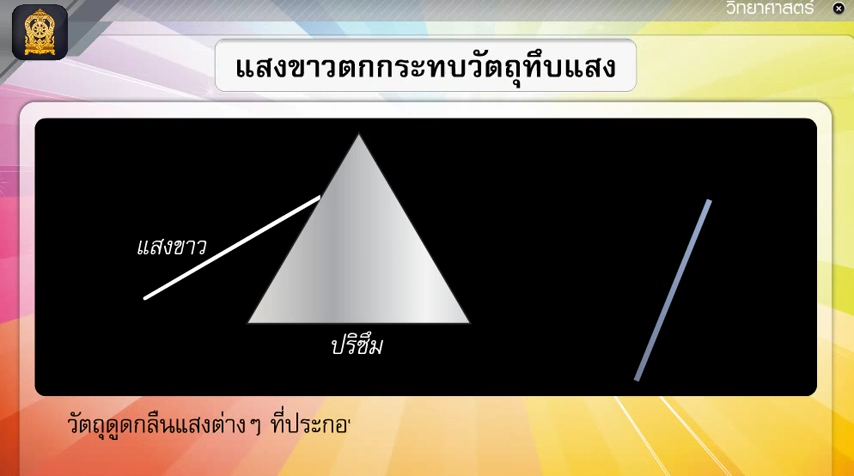 วิทยาศาสตร์
แสงขาวตกกระทบวัตถุทึบแสง
แสงขาว
ปริซึม
วัตถุดูดกลืนแสงต่างๆ ที่ประกอ